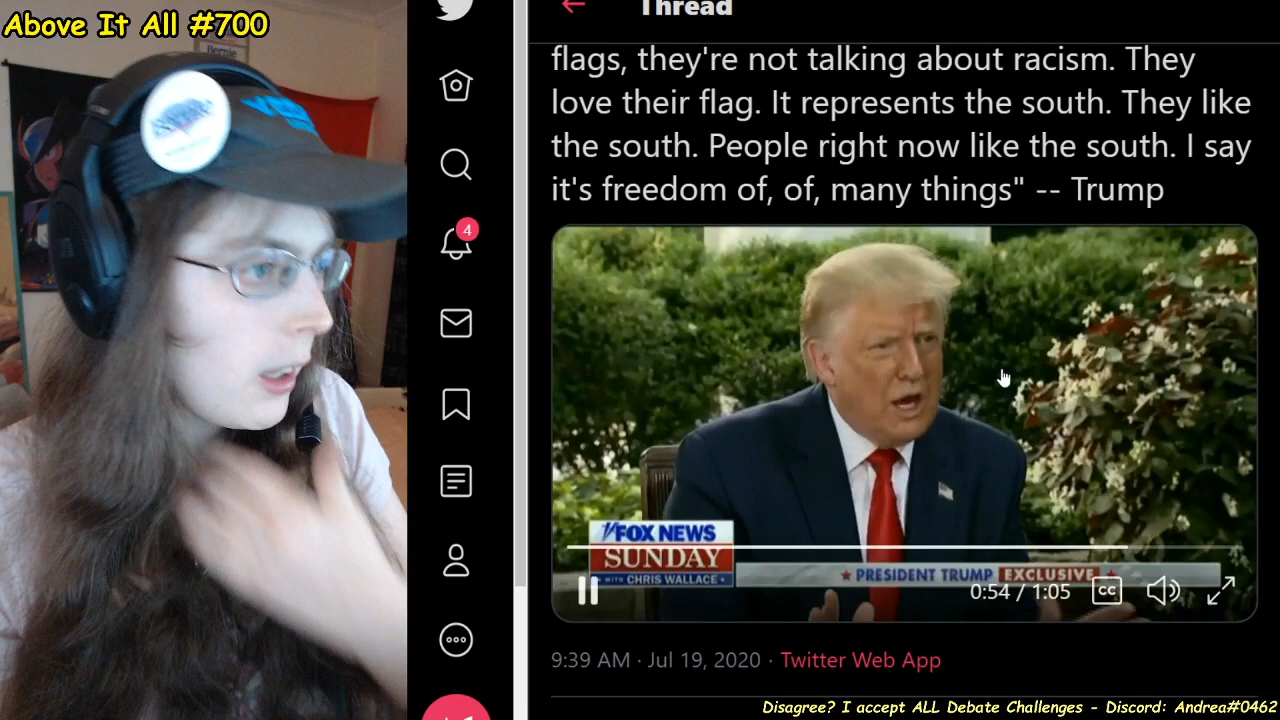 Above It All #700
Bernie
4
Thread
flags, they're not talking about racism. They
love their flag. It represents the south. They like
the south. People right now like the south. I say
it's freedom of, of, many things" -- Trump
FOX NEWS
SUNDAY
WITH CHRIS WALLACE
PRESIDENT TRUMP EXCLUSIVE
0:54 / 1:05
CC
9:39 AM · Jul 19, 2020 · Twitter Web App
Disagree? I accept ALL Debate Challenges - Discord: Andrea#0462